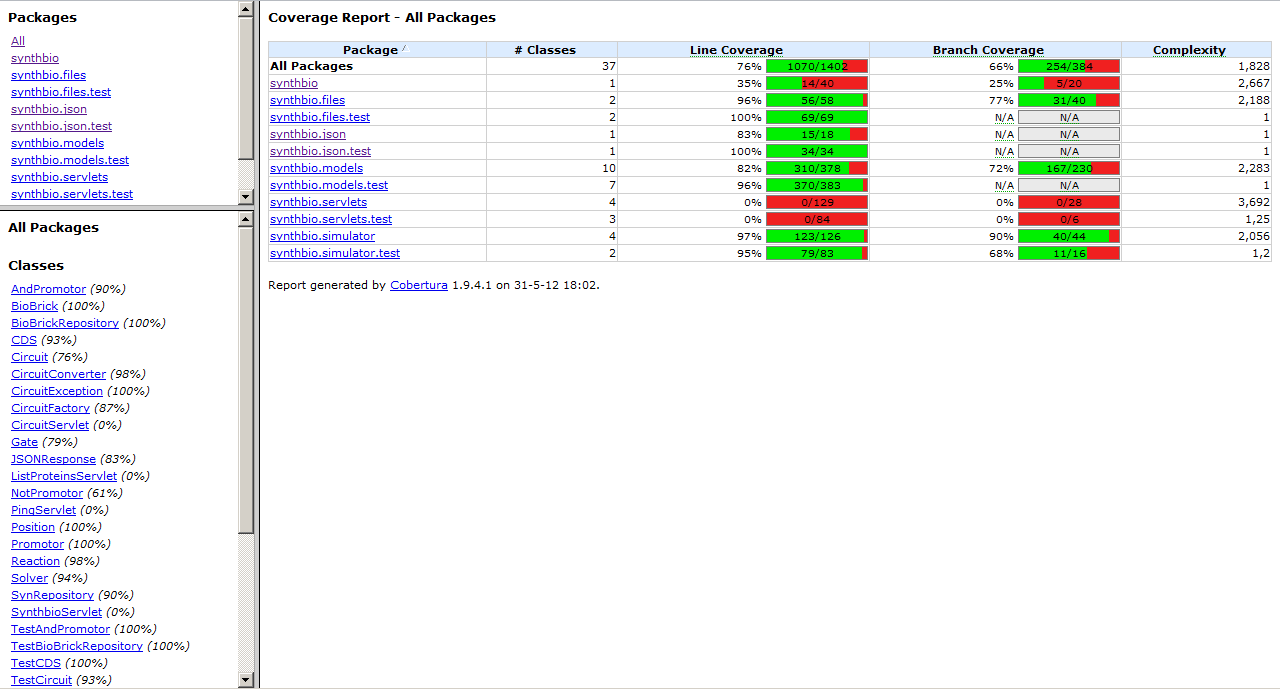 Packages
All
synthbio
synthbio.files
synthbio.files.test
synthbio.json
synthbio.json.test
synthbio.models
synthbio.models.test
synthbio.servlets
synthbio.servlets.test
All Packages
Classes
AndPromotor (90%)
BioBrick (100%)
BioBrickRepository (100%)
CDS (93%)
Circuit (76%)
CircuitConverter (98%)
CircuitException (100%)
CircuitFactory (87%)
CircuitServlet (0%)
Gate (79%)
JSONResponse (83%)
ListProteinsServlet (0%)
NotPromotor (61%)
PingServlet (0%)
Position (100%)
Promotor (100%)
Reaction (98%)
Solver (94%)
SynRepository (90%)
SynthbioServlet (0%)
TestAndPromotor (100%)
TestBioBrickRepository (100%)
TestCDS (100%)
TestCircuit (93%)
Coverage Report - All Packages
Package # Classes Line Coverage Branch Coverage Complexity
All Packages 37 76% 1070/1402 66% 254/384 1,828
synthbio 1 35% 14/40 25% 5/20 2,667
synthbio.files 2 96% 56/58 77% 31/40 2,188
synthbio.files.test 2 100% 69/69 N/A N/A 1
synthbio.json 1 83% 15/18 N/A N/A 1
synthbio.json.test 1 100% 34/34 N/A N/A 1
synthbio.models 10 82% 310/378 72% 167/230 2,283
synthbio.models.test 7 96% 370/383 N/A N/A 1
synthbio.servlets 4 0% 0/129 0% 0/28 3,692
synthbio.servlets.test 3 0% 0/84 0% 0/6 1,25
synthbio.simulator 4 97% 123/126 90% 40/44 2,056
synthbio.simulator.test 2 95% 79/83 68% 11/16 1,2
Report generated by Cobertura 1.9.4.1 on 31-5-12 18:02.